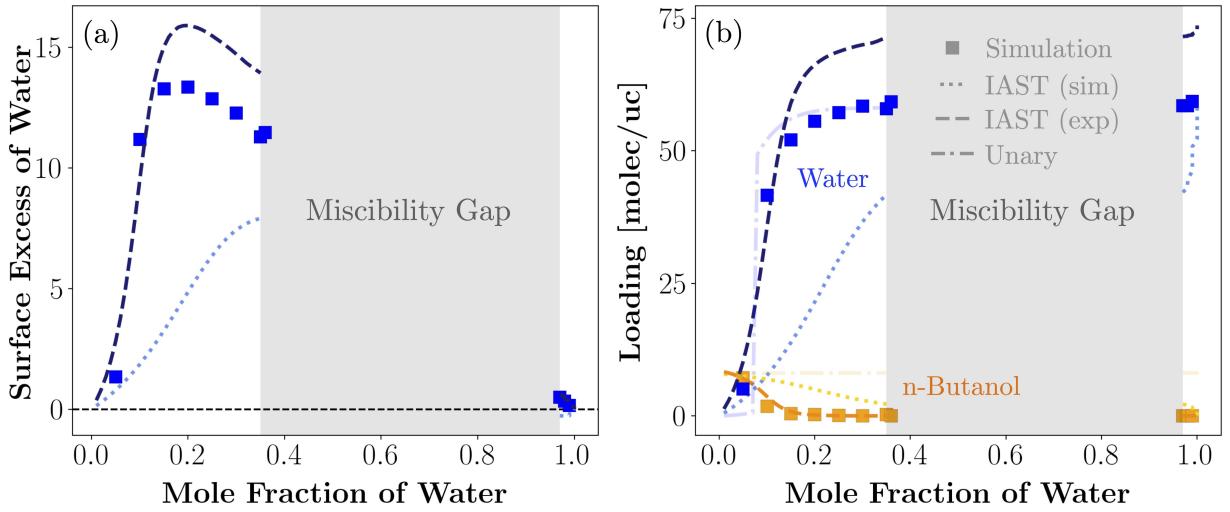 (a)
Surface Excess of Water
15
10
5
0
Miscibility Gap
0.0 0.2 0.4 0.6 0.8 1.0
Mole Fraction of Water
(b)
Loading [molec/uc]
75
50
25
0
Simulation
IAST (sim)
IAST (exp)
Unary
Water
Miscibility Gap
n-Butanol
0.0 0.2 0.4 0.6 0.8 1.0
Mole Fraction of Water